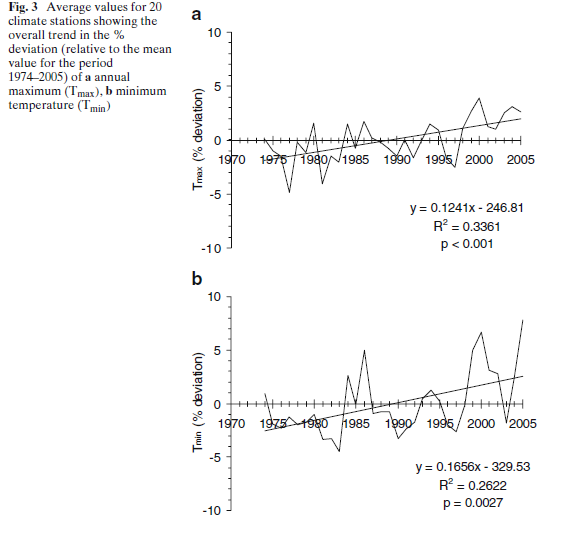 Fig. 3 Average values for 20
climate stations showing the
overall trend in the %
deviation (relative to the mean
value for the period
1974–2005) of a annual
maximum (Tmax), b minimum
temperature (Tmin)
a
10
5
0
-5
-10
Tmax (% deviation)
1970 1975 1980 1985 1990 1995 2000 2005
y = 0.1241x - 246.81
R² = 0.3361
p < 0.001
b
10
5
0
-5
-10
Tmin (% deviation)
1970 1975 1980 1985 1990 1995 2000 2005
y = 0.1656x - 329.53
R² = 0.2622
p = 0.0027